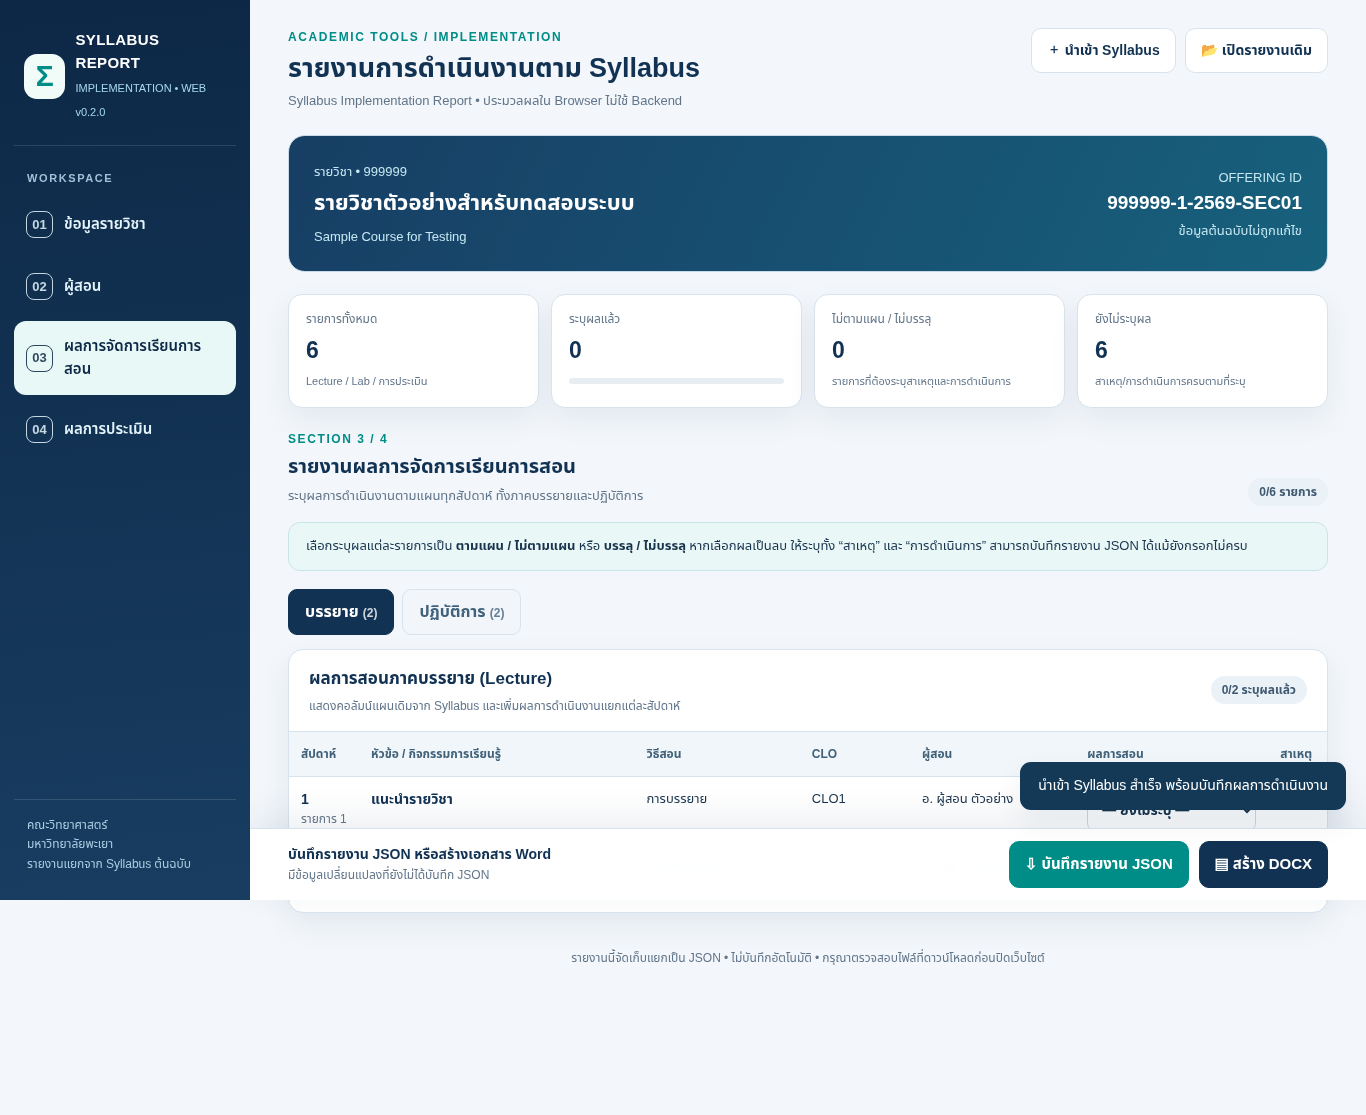 Σ
SYLLABUS
REPORT
IMPLEMENTATION • WEB
v0.2.0
WORKSPACE
01 ข้อมูลรายวิชา
02 ผู้สอน
03 ผลการจัดการเรียนการ
สอน
04 ผลการประเมิน
คณะวิทยาศาสตร์
มหาวิทยาลัยพะเยา
รายงานแยกจาก Syllabus ต้นฉบับ
ACADEMIC TOOLS / IMPLEMENTATION
รายงานการดำเนินงานตาม Syllabus
Syllabus Implementation Report • ประมวลผลใน Browser ไม่ใช้ Backend
+ นำเข้า Syllabus
📂 เปิดรายงานเดิม
รายวิชา • 999999
รายวิชาตัวอย่างสำหรับทดสอบระบบ
Sample Course for Testing
OFFERING ID
999999-1-2569-SEC01
ข้อมูลต้นฉบับไม่ถูกแก้ไข
รายการทั้งหมด
6
Lecture / Lab / การประเมิน
ระบุผลแล้ว
0
ไม่ตามแผน / ไม่บรรลุ
0
รายการที่ต้องระบุสาเหตุและการดำเนินการ
ยังไม่ระบุผล
6
สาเหตุ/การดำเนินการครบตามที่ระบุ
SECTION 3 / 4
รายงานผลการจัดการเรียนการสอน
ระบุผลการดำเนินงานตามแผนทุกสัปดาห์ ทั้งภาคบรรยายและปฏิบัติการ
0/6 รายการ
เลือกระบุผลแต่ละรายการเป็น ตามแผน / ไม่ตามแผน หรือ บรรลุ / ไม่บรรลุ หากเลือกผลเป็นลบ ให้ระบุทั้ง “สาเหตุ” และ “การดำเนินการ” สามารถบันทึกรายงาน JSON ได้แม้ยังกรอกไม่ครบ
บรรยาย (2)
ปฏิบัติการ (2)
ผลการสอนภาคบรรยาย (Lecture)
แสดงคอลัมน์แผนเดิมจาก Syllabus และเพิ่มผลการดำเนินงานแยกแต่ละสัปดาห์
0/2 ระบุผลแล้ว
สัปดาห์ หัวข้อ / กิจกรรมการเรียนรู้ วิธีสอน CLO ผู้สอน ผลการสอน สาเหตุ
1 แนะนำรายวิชา การบรรยาย CLO1 อ. ผู้สอน ตัวอย่าง
รายการ 1
— ยังไม่ระบุ —
นำเข้า Syllabus สำเร็จ พร้อมบันทึกผลการดำเนินงาน
บันทึกรายงาน JSON หรือสร้างเอกสาร Word
มีข้อมูลเปลี่ยนแปลงที่ยังไม่ได้บันทึก JSON
⇩ บันทึกรายงาน JSON
▤ สร้าง DOCX
รายงานนี้จัดเก็บแยกเป็น JSON • ไม่บันทึกอัตโนมัติ • กรุณาตรวจสอบไฟล์ที่ดาวน์โหลดก่อนปิดเว็บไซต์